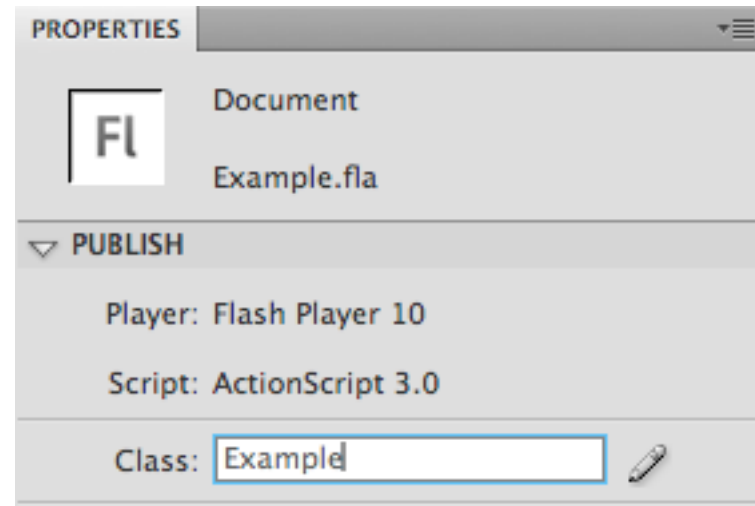 PROPERTIES
Fl
Document
Example.fla
PUBLISH
Player: Flash Player 10
Script: ActionScript 3.0
Class: Example